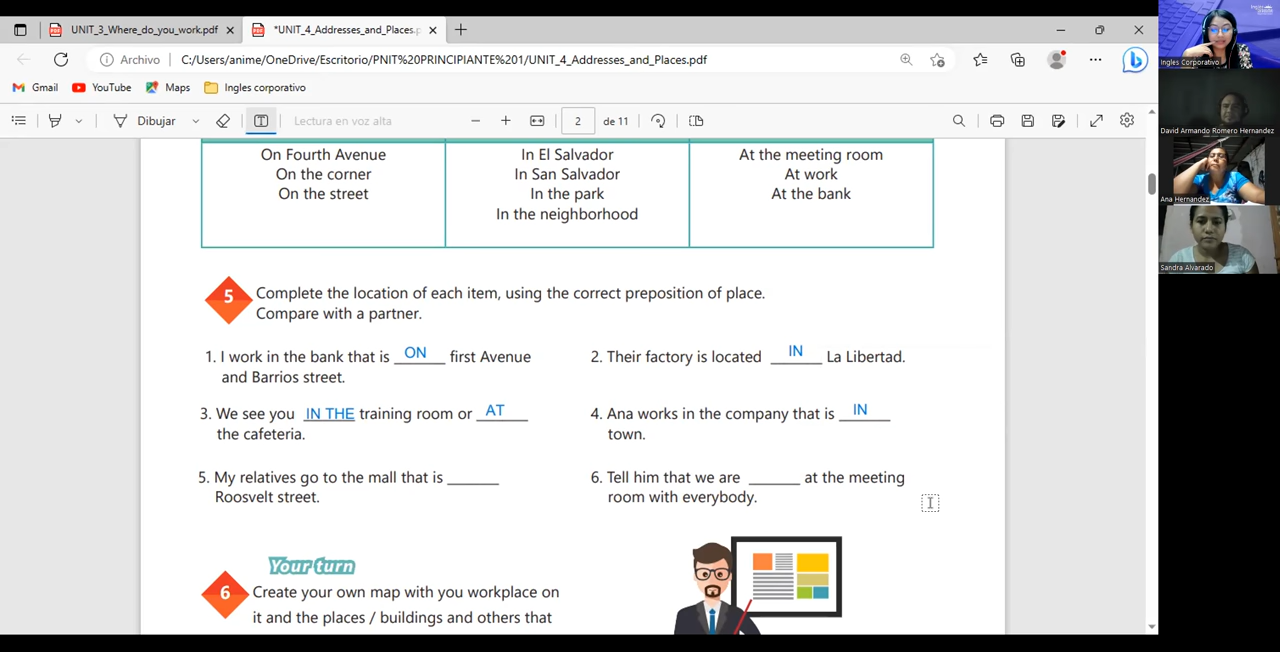 UNIT_3_Where_do_you_work.pdf
*UNIT_4_Addresses_and_Places.p
Archivo
C:/Users/anime/OneDrive/Escritorio/PNIT%20PRINCIPIANTE%201/UNIT_4_Addresses_and_Places.pdf
Gmail
YouTube
Maps
Ingles corporativo
Dibujar
Lectura en voz alta
2
de 11
On Fourth Avenue
On the corner
On the street
In El Salvador
In San Salvador
In the park
In the neighborhood
At the meeting room
At work
At the bank
5
Complete the location of each item, using the correct preposition of place.
Compare with a partner.
1. I work in the bank that is ON first Avenue
and Barrios street.
2. Their factory is located IN La Libertad.
3. We see you IN THE training room or AT
the cafeteria.
4. Ana works in the company that is IN
town.
5. My relatives go to the mall that is ______
Roosvelt street.
6. Tell him that we are ______ at the meeting
room with everybody.
Your turn
6
Create your own map with you workplace on
it and the places / buildings and others that
Ingles Corporativo
David Armando Romero Hernandez
Ana Hernandez
Sandra Alvarado